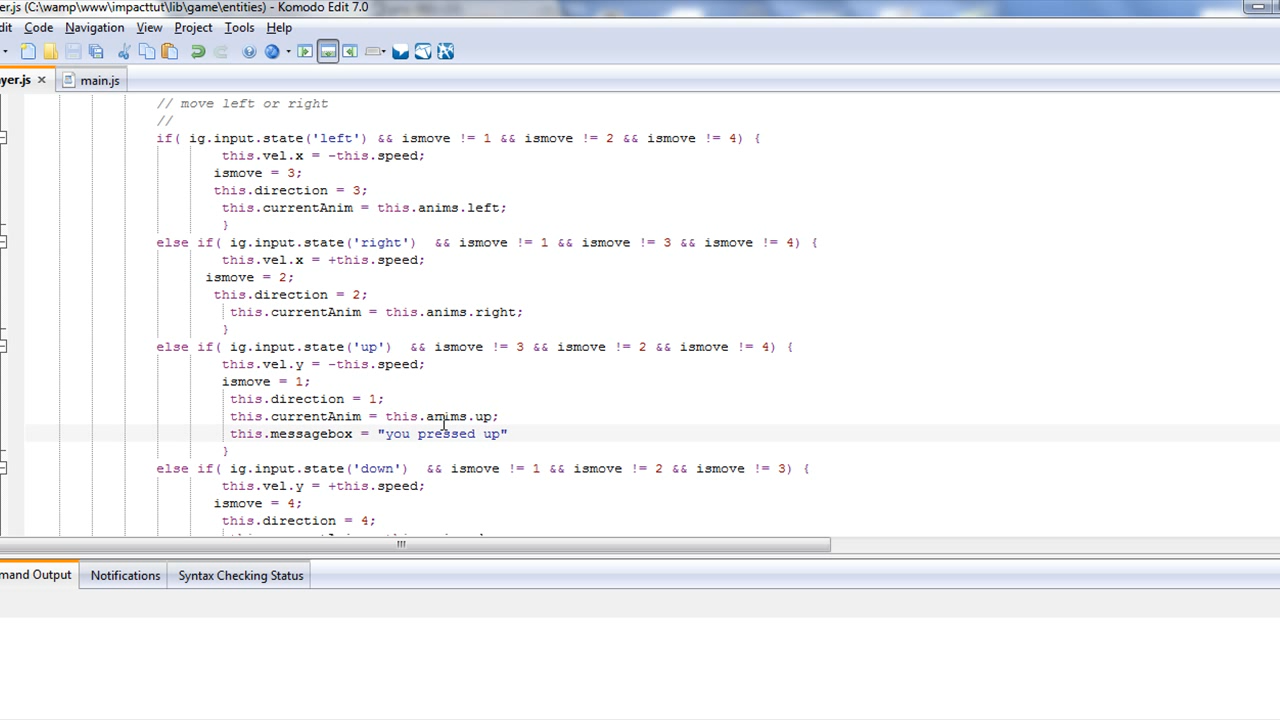 er.js (C:\wamp\www\impacttut\lib\game\entities) - Komodo Edit 7.0
dit Code Navigation View Project Tools Help
yer.js main.js
// move left or right
//
if( ig.input.state('left') && ismove != 1 && ismove != 2 && ismove != 4) {
this.vel.x = -this.speed;
ismove = 3;
this.direction = 3;
this.currentAnim = this.anims.left;
}
else if( ig.input.state('right') && ismove != 1 && ismove != 3 && ismove != 4) {
this.vel.x = +this.speed;
ismove = 2;
this.direction = 2;
this.currentAnim = this.anims.right;
}
else if( ig.input.state('up') && ismove != 3 && ismove != 2 && ismove != 4) {
this.vel.y = -this.speed;
ismove = 1;
this.direction = 1;
this.currentAnim = this.anims.up;
this.messagebox = "you pressed up"
}
else if( ig.input.state('down') && ismove != 1 && ismove != 2 && ismove != 3) {
this.vel.y = +this.speed;
ismove = 4;
this.direction = 4;
mand Output Notifications Syntax Checking Status